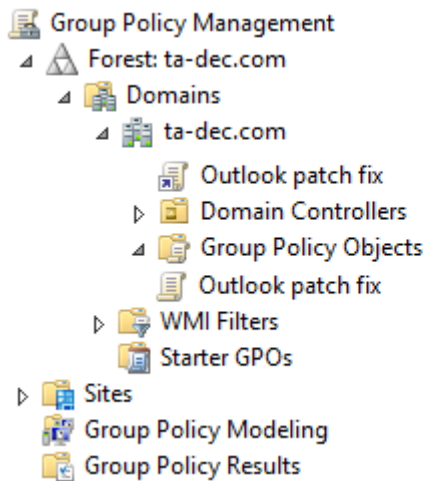 Group Policy Management
Forest: ta-dec.com
Domains
ta-dec.com
Outlook patch fix
Domain Controllers
Group Policy Objects
Outlook patch fix
WMI Filters
Starter GPOs
Sites
Group Policy Modeling
Group Policy Results